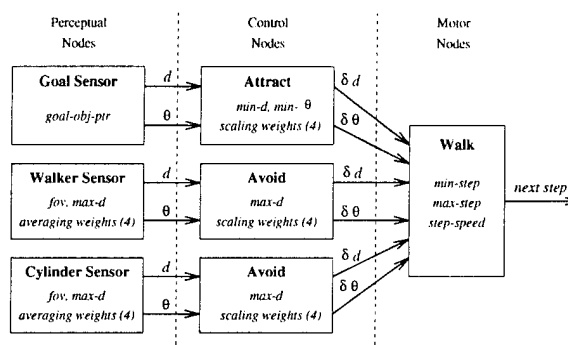 Perceptual Nodes
Control Nodes
Motor Nodes
Goal Sensor
goal-obj-ptr
d
θ
Attract
min-d, min- θ
scaling weights (4)
δ d
δ θ
Walker Sensor
fov, max-d
averaging weights (4)
d
θ
Avoid
max-d
scaling weights (4)
δ d
δ θ
Cylinder Sensor
fov, max-d
averaging weights (4)
d
θ
Avoid
max-d
scaling weights (4)
δ d
δ θ
Walk
min-step
max-step
step-speed
next step